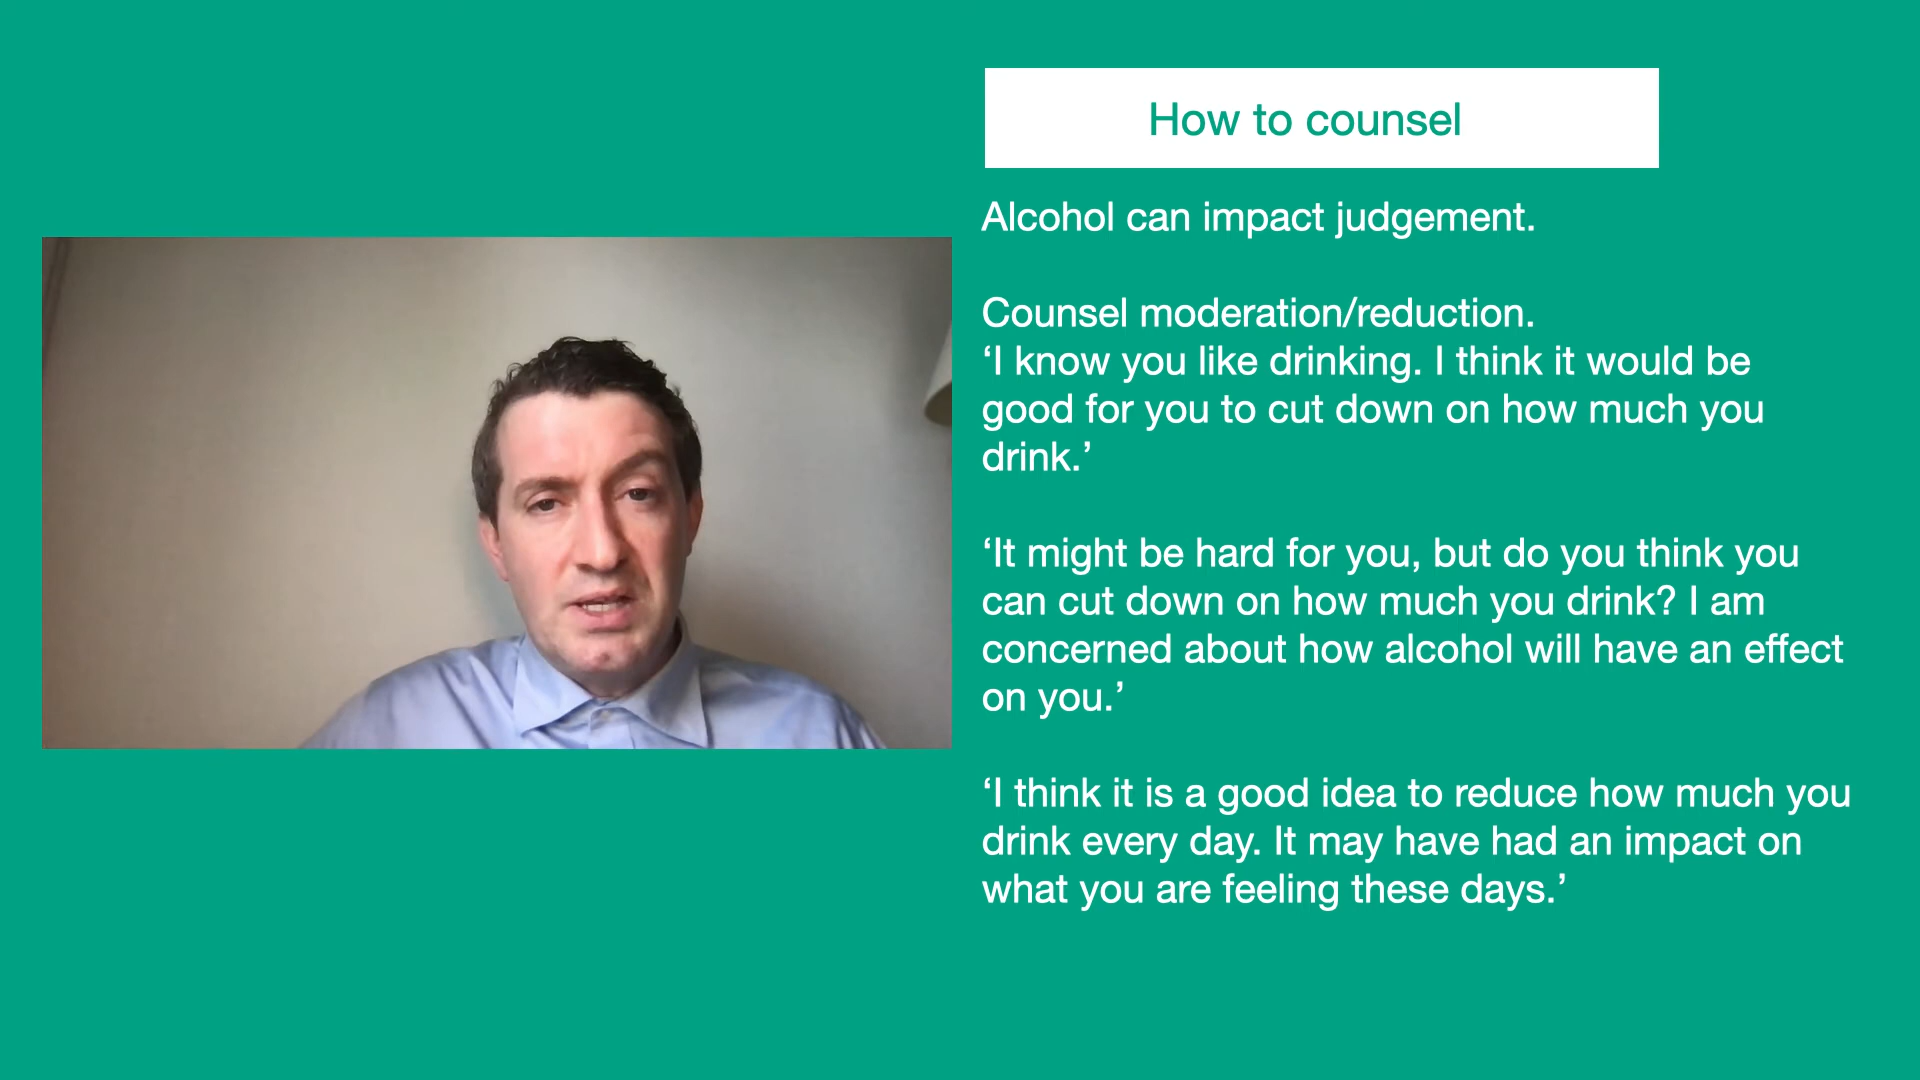 How to counsel
Alcohol can impact judgement.
Counsel moderation/reduction.
‘I know you like drinking. I think it would be
good for you to cut down on how much you
drink.’
‘It might be hard for you, but do you think you
can cut down on how much you drink? I am
concerned about how alcohol will have an effect
on you.’
‘I think it is a good idea to reduce how much you
drink every day. It may have had an impact on
what you are feeling these days.’